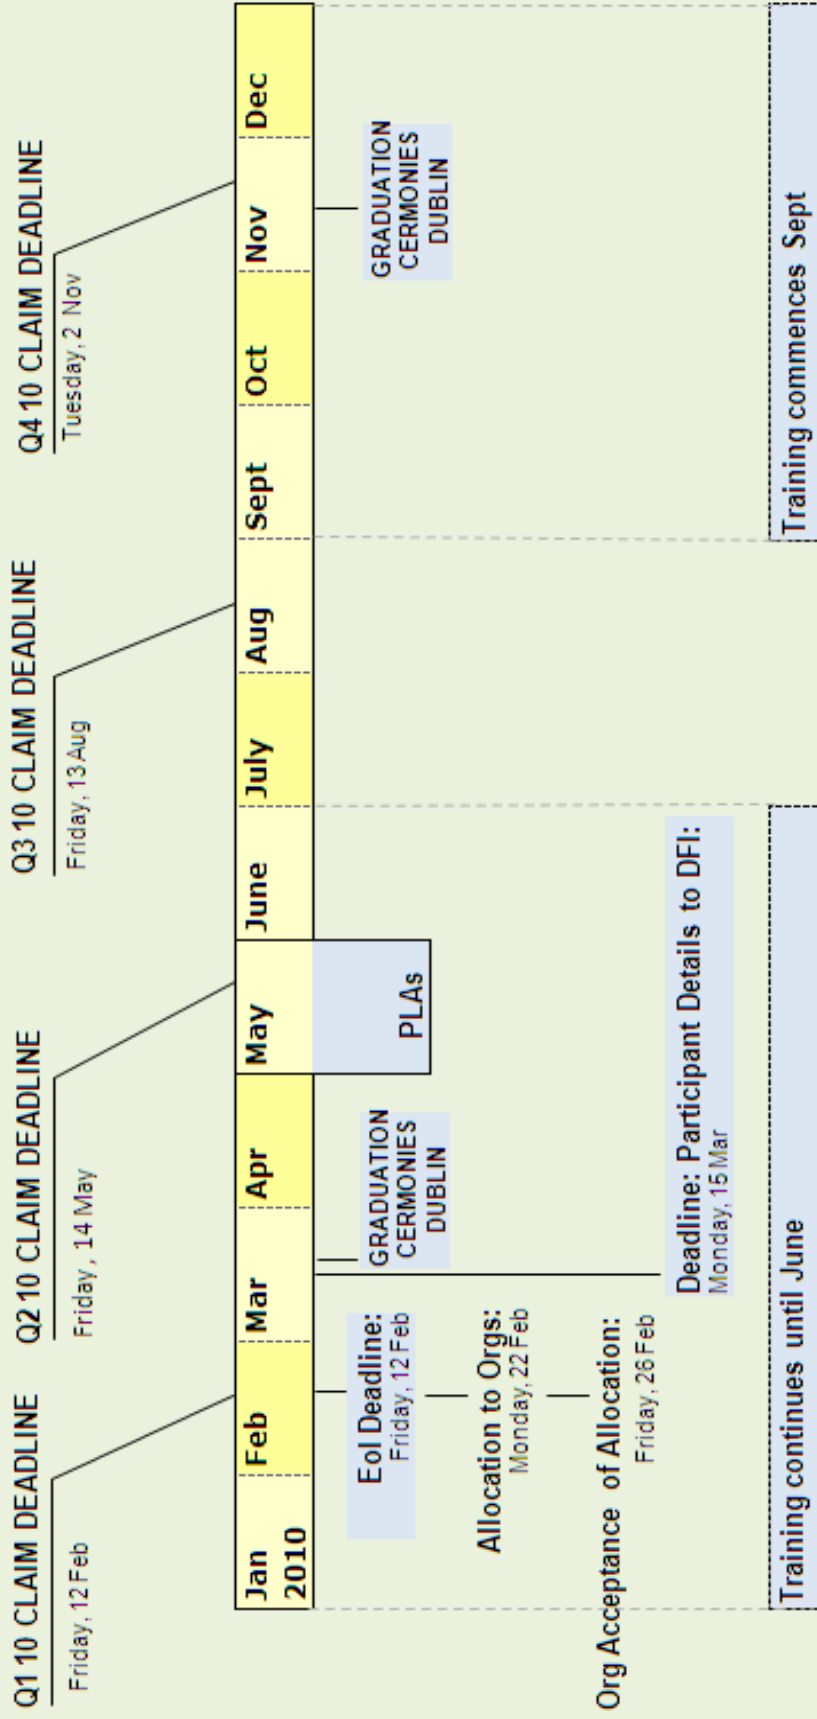 Q1 10 CLAIM DEADLINE
Friday, 12 Feb
Q2 10 CLAIM DEADLINE
Friday, 14 May
Q3 10 CLAIM DEADLINE
Friday, 13 Aug
Q4 10 CLAIM DEADLINE
Tuesday, 2 Nov
Jan
2010
Feb
Mar
Apr
May
June
July
Aug
Sept
Oct
Nov
Dec
EoI Deadline:
Friday, 12 Feb
Allocation to Orgs:
Monday, 22 Feb
Org Acceptance of Allocation:
Friday, 26 Feb
GRADUATION
CERMONIES
DUBLIN
PLAs
Deadline: Participant Details to DFI:
Monday, 15 Mar
GRADUATION
CERMONIES
DUBLIN
Training continues until June
Training commences Sept